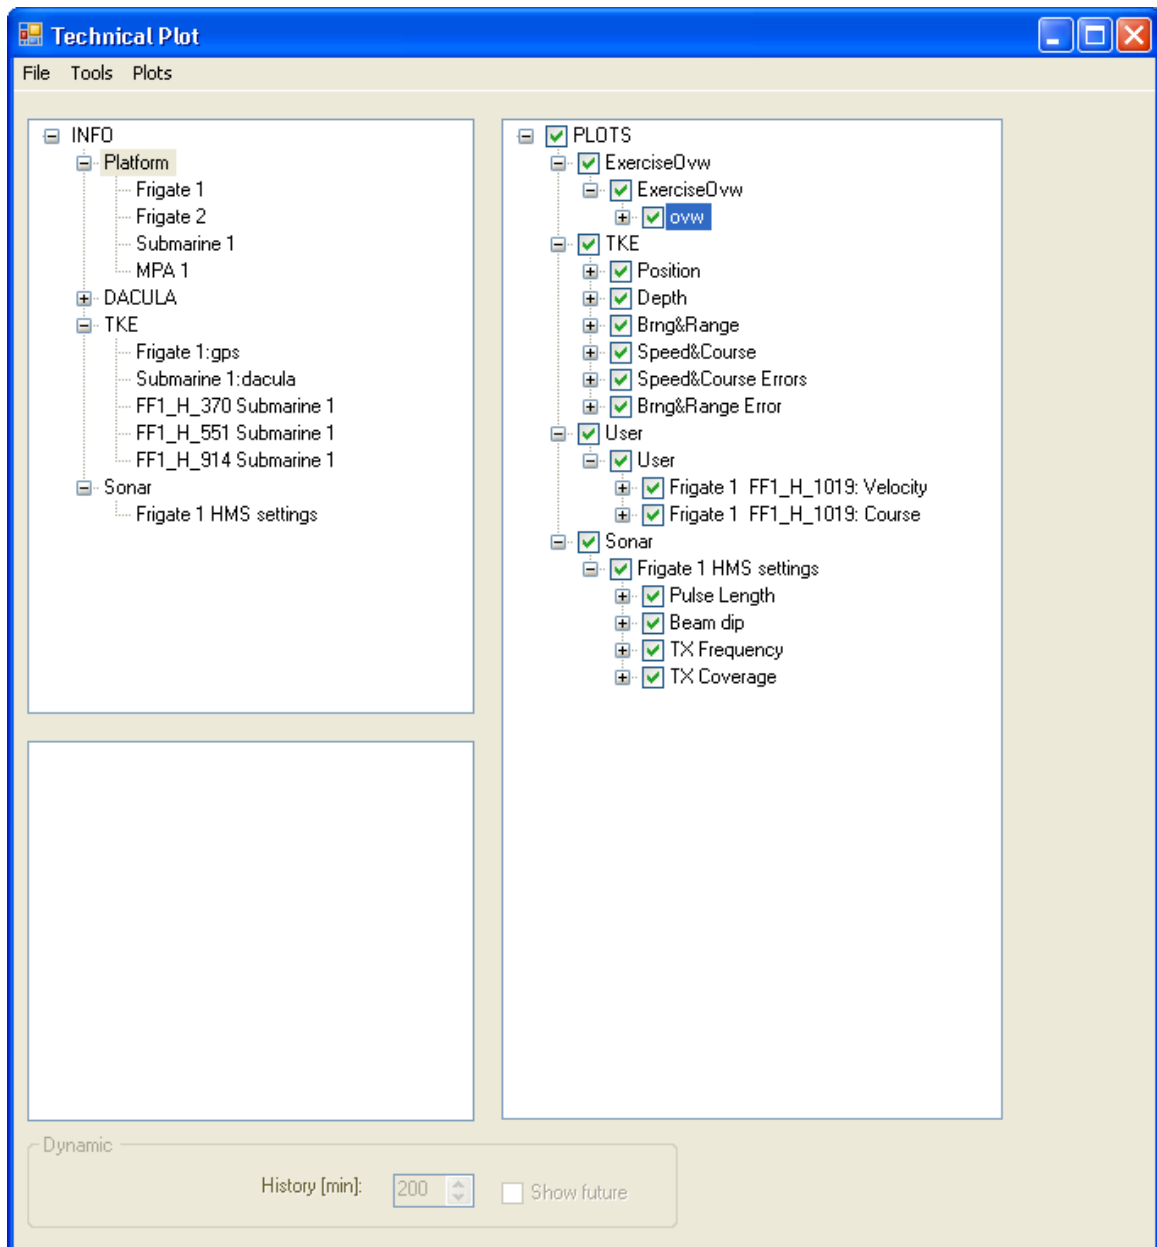 Technical Plot
File Tools Plots
INFO
Platform
Frigate 1
Frigate 2
Submarine 1
MPA 1
DACULA
TKE
Frigate 1:gps
Submarine 1:dacula
FF1_H_370 Submarine 1
FF1_H_551 Submarine 1
FF1_H_914 Submarine 1
Sonar
Frigate 1 HMS settings
PLOTS
ExerciseOvw
ExerciseOvw
ovw
TKE
Position
Depth
Brng&Range
Speed&Course
Speed&Course Errors
Brng&Range Error
User
User
Frigate 1 FF1_H_1019: Velocity
Frigate 1 FF1_H_1019: Course
Sonar
Frigate 1 HMS settings
Pulse Length
Beam dip
TX Frequency
TX Coverage
Dynamic
History [min]: 200 Show future